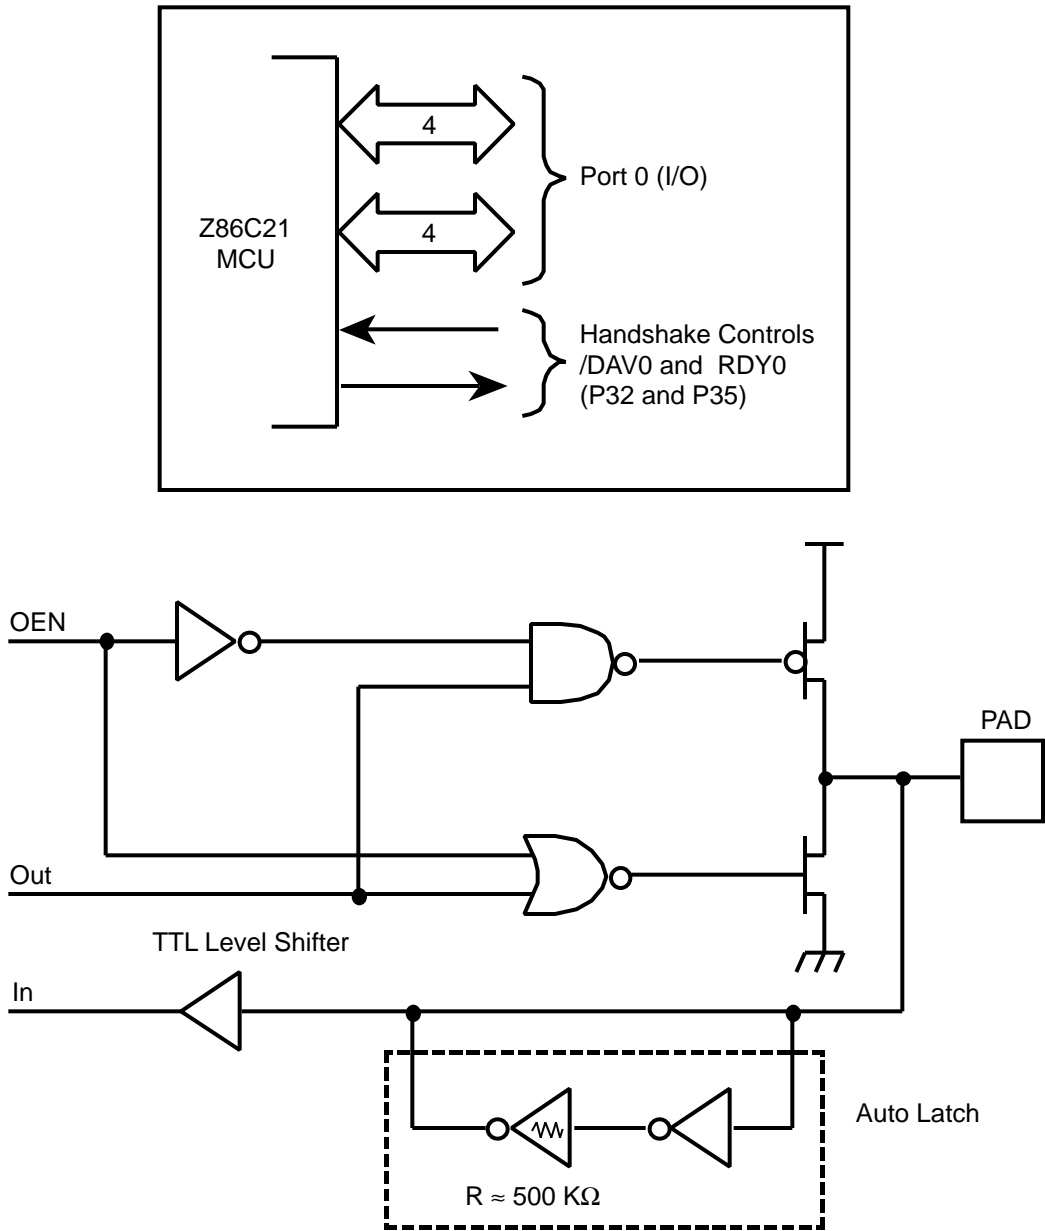 4
Port 0 (I/O)
Z86C21
MCU
4
Handshake Controls
/DAV0 and RDY0
(P32 and P35)
OEN
PAD
Out
TTL Level Shifter
In
Auto Latch
R ≈ 500 KΩ